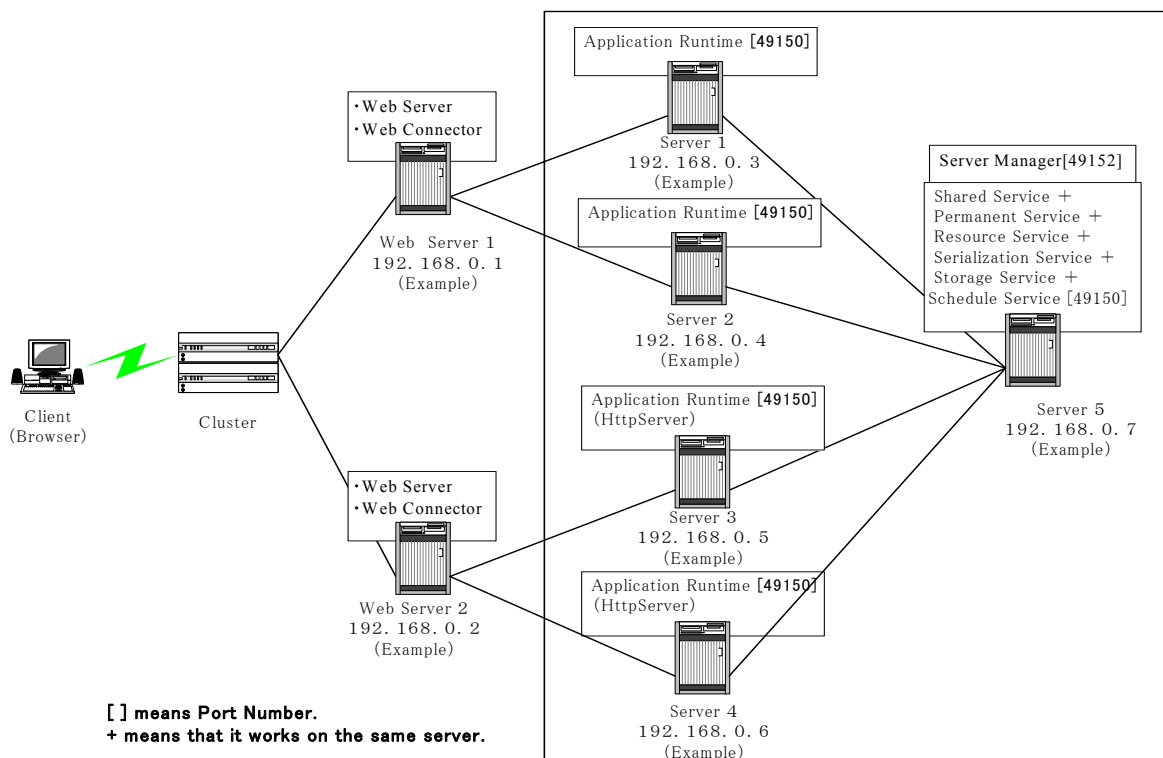 Application Runtime [49150]
・Web Server
・Web Connector
Server 1
192. 168. 0. 3
(Example)
Server Manager[49152]
Shared Service +
Permanent Service +
Resource Service +
Serialization Service +
Storage Service +
Schedule Service [49150]
Application Runtime [49150]
Web Server 1
192. 168. 0. 1
(Example)
Server 2
192. 168. 0. 4
(Example)
Client
(Browser)
Cluster
Application Runtime [49150]
(HttpServer)
Server 5
192. 168. 0. 7
(Example)
・Web Server
・Web Connector
Server 3
192. 168. 0. 5
(Example)
Web Server 2
192. 168. 0. 2
(Example)
Application Runtime [49150]
(HttpServer)
Server 4
192. 168. 0. 6
(Example)
[ ] means Port Number.
+ means that it works on the same server.